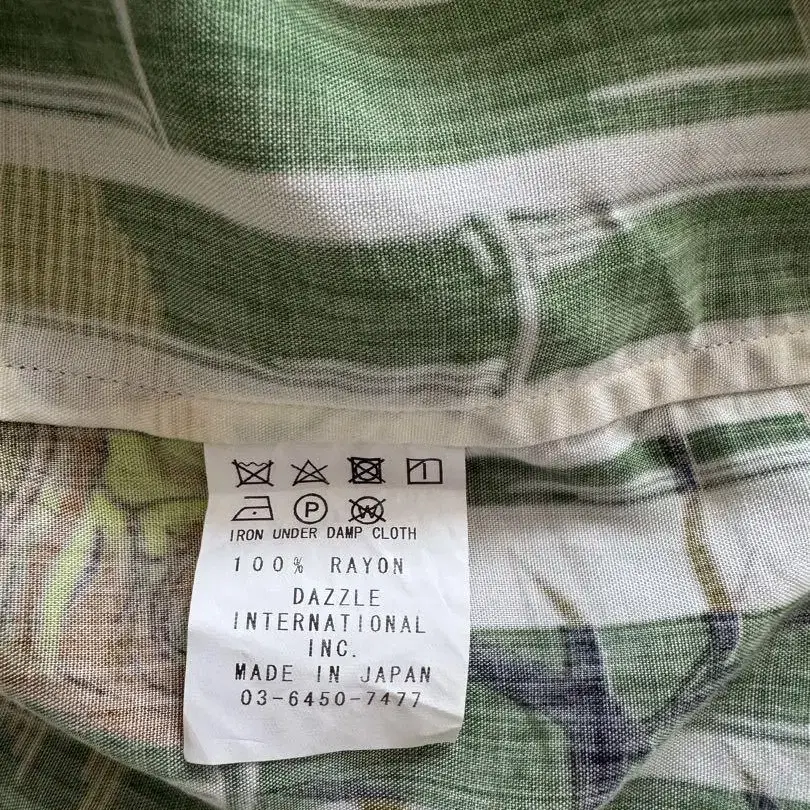 P W
IRON UNDER DAMP CLOTH
100% RAYON
DAZZLE
INTERNATIONAL
INC.
MADE IN JAPAN
03-6450-7477